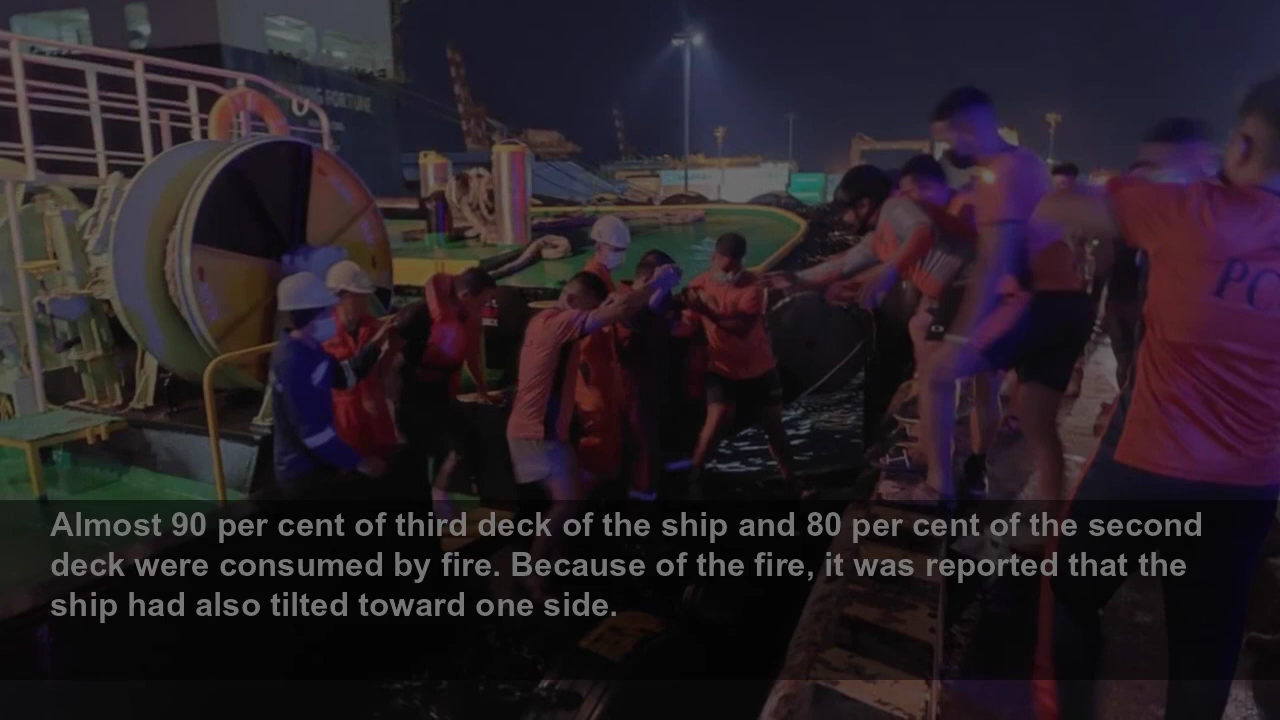 FORTUNE
PC
Almost 90 per cent of third deck of the ship and 80 per cent of the second
deck were consumed by fire. Because of the fire, it was reported that the
ship had also tilted toward one side.